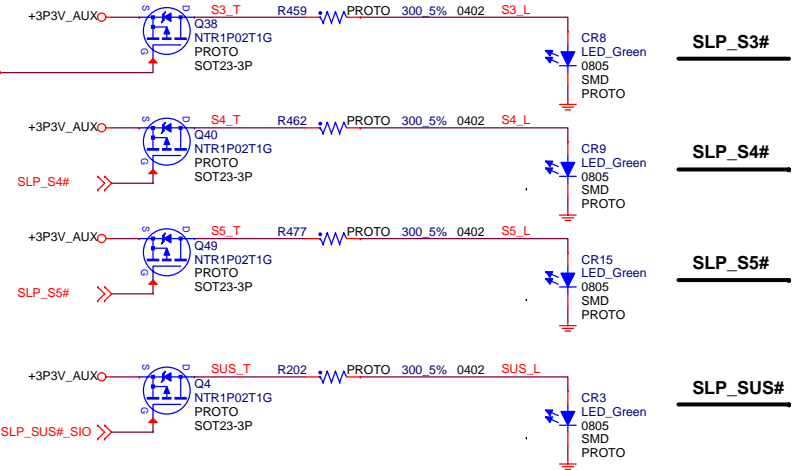 S3_T R459 PROTO 300_5% 0402 S3_L
+3P3V_AUX
S D
Q38
NTR1P02T1G
PROTO
SOT23-3P
G
CR8
LED_Green
0805
SMD
PROTO
SLP_S3#
S4_T R462 PROTO 300_5% 0402 S4_L
+3P3V_AUX
S D
Q40
NTR1P02T1G
PROTO
SOT23-3P
G
SLP_S4#
CR9
LED_Green
0805
SMD
PROTO
SLP_S4#
S5_T R477 PROTO 300_5% 0402 S5_L
+3P3V_AUX
S D
Q49
NTR1P02T1G
PROTO
SOT23-3P
G
SLP_S5#
CR15
LED_Green
0805
SMD
PROTO
SLP_S5#
SUS_T R202 PROTO 300_5% 0402 SUS_L
+3P3V_AUX
S D
Q4
NTR1P02T1G
PROTO
SOT23-3P
G
SLP_SUS#_SIO
CR3
LED_Green
0805
SMD
PROTO
SLP_SUS#